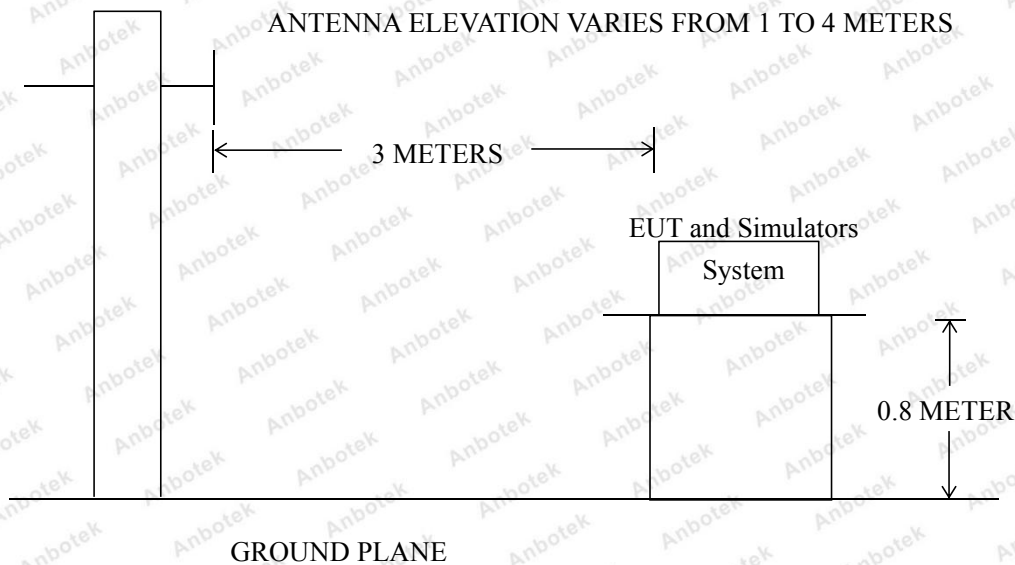 ANTENNA ELEVATION VARIES FROM 1 TO 4 METERS
3 METERS
EUT and Simulators
System
0.8 METER
GROUND PLANE
Anbotek